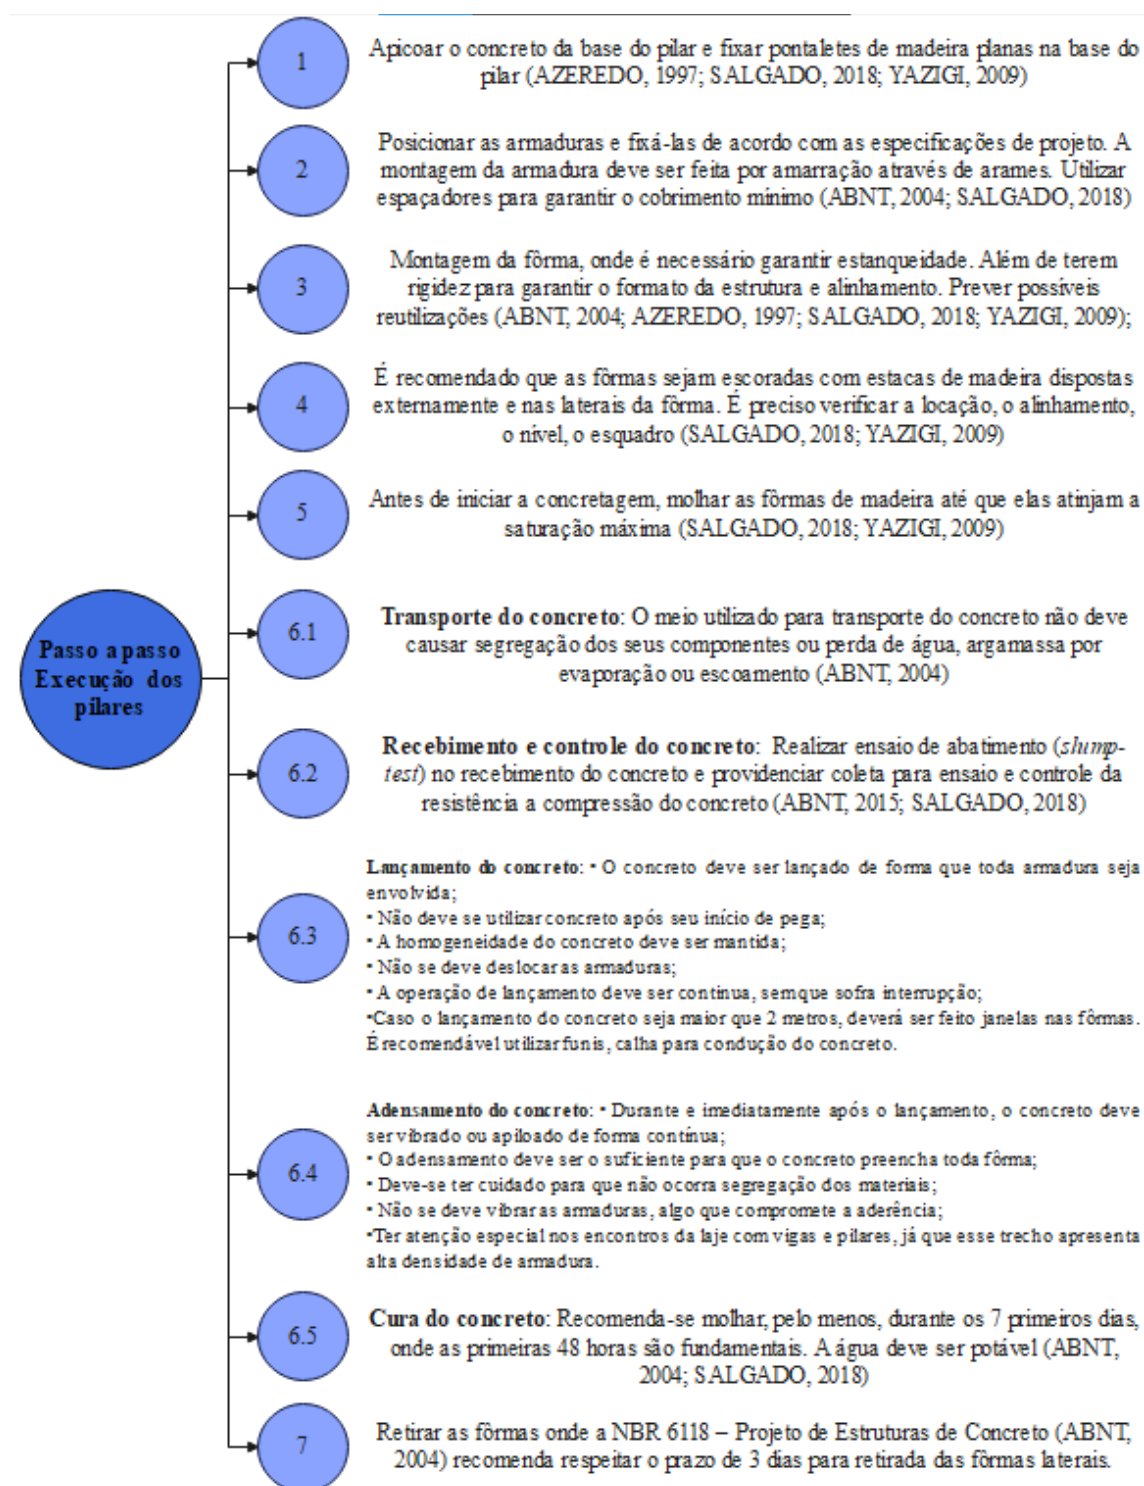 1
Apicoar o concreto da base do pilar e fixar pontaletes de madeira planas na base do
pilar (AZEREDO, 1997; SALGADO, 2018; YAZIGI, 2009)
2
Posicionar as armaduras e fixá-las de acordo com as especificações de projeto. A
montagem da armadura deve ser feita por amarração através de arames. Utilizar
espaçadores para garantir o cobrimento mínimo (ABNT, 2004; SALGADO, 2018)
3
Montagem da fôrma, onde é necessário garantir estanqueidade. Além de terem
rigidez para garantir o formato da estrutura e alinhamento. Prever possíveis
reutilizações (ABNT, 2004; AZEREDO, 1997; SALGADO, 2018; YAZIGI, 2009);
4
É recomendado que as fôrmas sejam escoradas com estacas de madeira dispostas
externamente e nas laterais da fôrma. É preciso verificar a locação, o alinhamento,
o nível, o esquadro (SALGADO, 2018; YAZIGI, 2009)
5
Antes de iniciar a concretagem, molhar as fôrmas de madeira até que elas atinjam a
saturação máxima (SALGADO, 2018; YAZIGI, 2009)
Passo a passo
Execução dos
pilares
6.1
Transporte do concreto: O meio utilizado para transporte do concreto não deve
causar segregação dos seus componentes ou perda de água, argamassa por
evaporação ou escoamento (ABNT, 2004)
6.2
Recebimento e controle do concreto: Realizar ensaio de abatimento (slump-
test) no recebimento do concreto e providenciar coleta para ensaio e controle da
resistência a compressão do concreto (ABNT, 2015; SALGADO, 2018)
6.3
Lançamento do concreto: • O concreto deve ser lançado de forma que toda armadura seja
envolvida;
• Não deve se utilizar concreto após seu início de pega;
• A homogeneidade do concreto deve ser mantida;
• Não se deve deslocar as armaduras;
• A operação de lançamento deve ser contínua, sem que sofra interrupção;
•Caso o lançamento do concreto seja maior que 2 metros, deverá ser feito janelas nas fôrmas.
É recomendável utilizar funis, calha para condução do concreto.
6.4
Adensamento do concreto: • Durante e imediatamente após o lançamento, o concreto deve
ser vibrado ou apiloado de forma contínua;
• O adensamento deve ser o suficiente para que o concreto preencha toda fôrma;
• Deve-se ter cuidado para que não ocorra segregação dos materiais;
• Não se deve vibrar as armaduras, algo que compromete a aderência;
•Ter atenção especial nos encontros da laje com vigas e pilares, já que esse trecho apresenta
alta densidade de armadura.
6.5
Cura do concreto: Recomenda-se molhar, pelo menos, durante os 7 primeiros dias,
onde as primeiras 48 horas são fundamentais. A água deve ser potável (ABNT,
2004; SALGADO, 2018)
7
Retirar as fôrmas onde a NBR 6118 – Projeto de Estruturas de Concreto (ABNT,
2004) recomenda respeitar o prazo de 3 dias para retirada das fôrmas laterais.